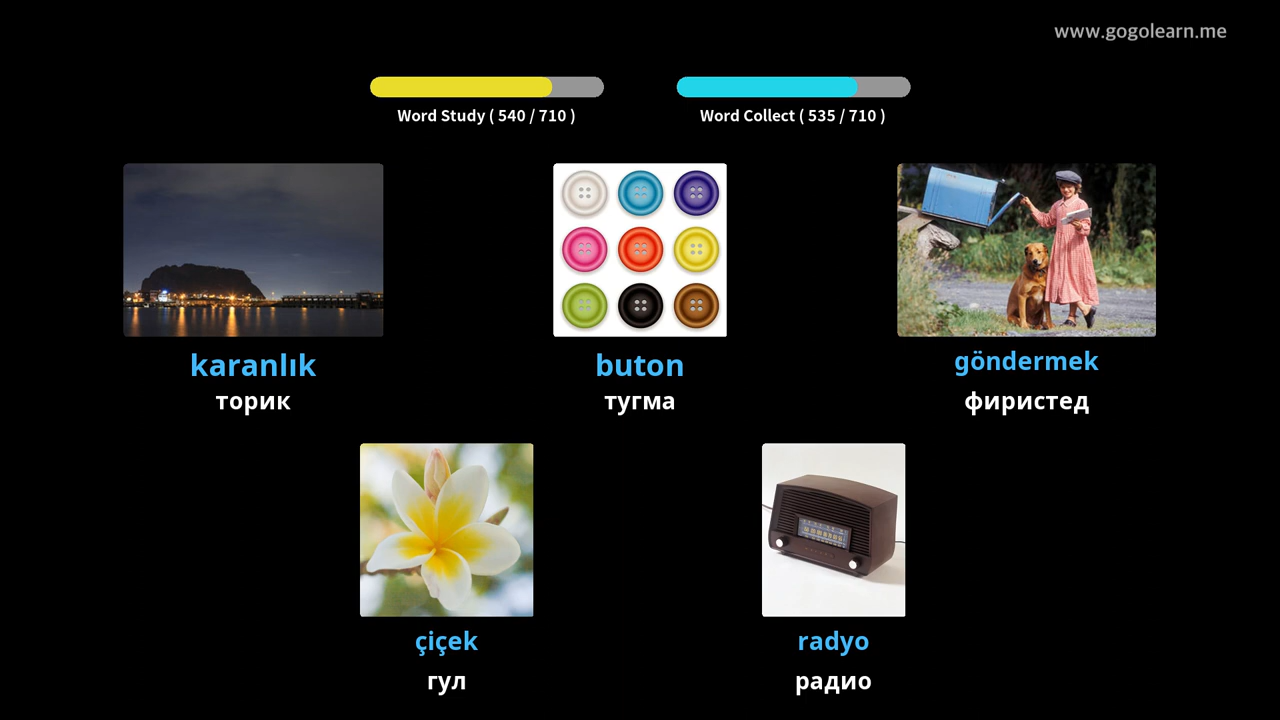 www.gogolearn.me
Word Study ( 540 / 710 )
Word Collect ( 535 / 710 )
karanlık
торик
buton
тугма
göndermek
фиристед
çiçek
гул
radyo
радио